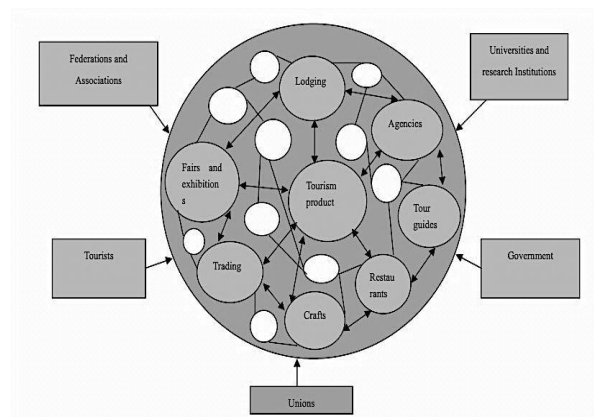 Federations and
Associations
Universities and
research Institutions
Lodging
Agencies
Fairs and
exhibition
s
Tourism
product
Tour
guides
Tourists
Trading
Restau
rants
Government
Crafts
Unions